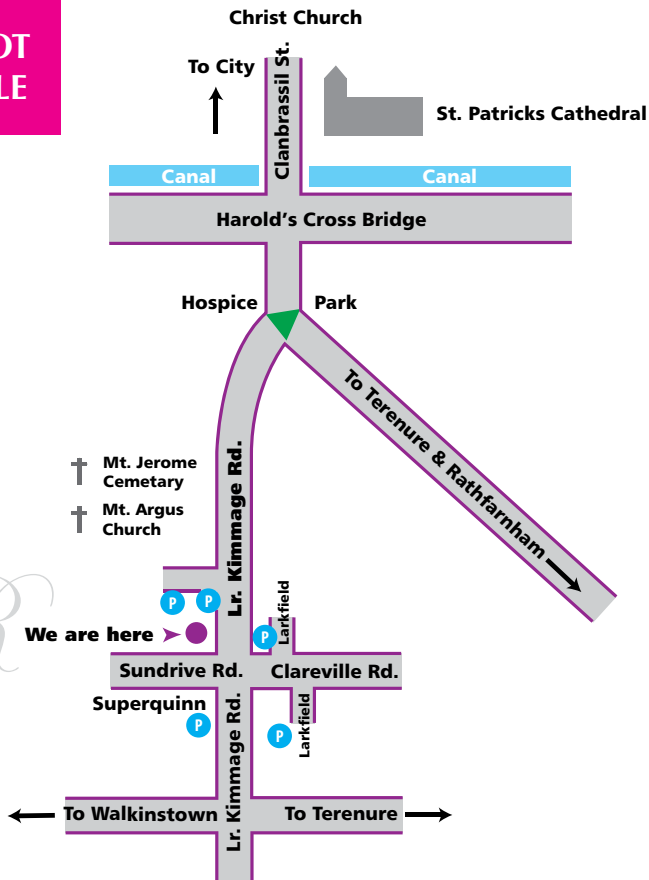 Christ Church
OT
LE
To City
Clanbrassil St.
St. Patricks Cathedral
Canal
Canal
Harold's Cross Bridge
Hospice
Park
To Terenure & Rathfarnham
Mt. Jerome
Cemetary
Mt. Argus
Church
Lr. Kimmage Rd.
P
P
Larkfield
We are here
P
Sundrive Rd.
Clareville Rd.
Superquinn
P
P
Larkfield
Lr. Kimmage Rd.
To Walkinstown
To Terenure